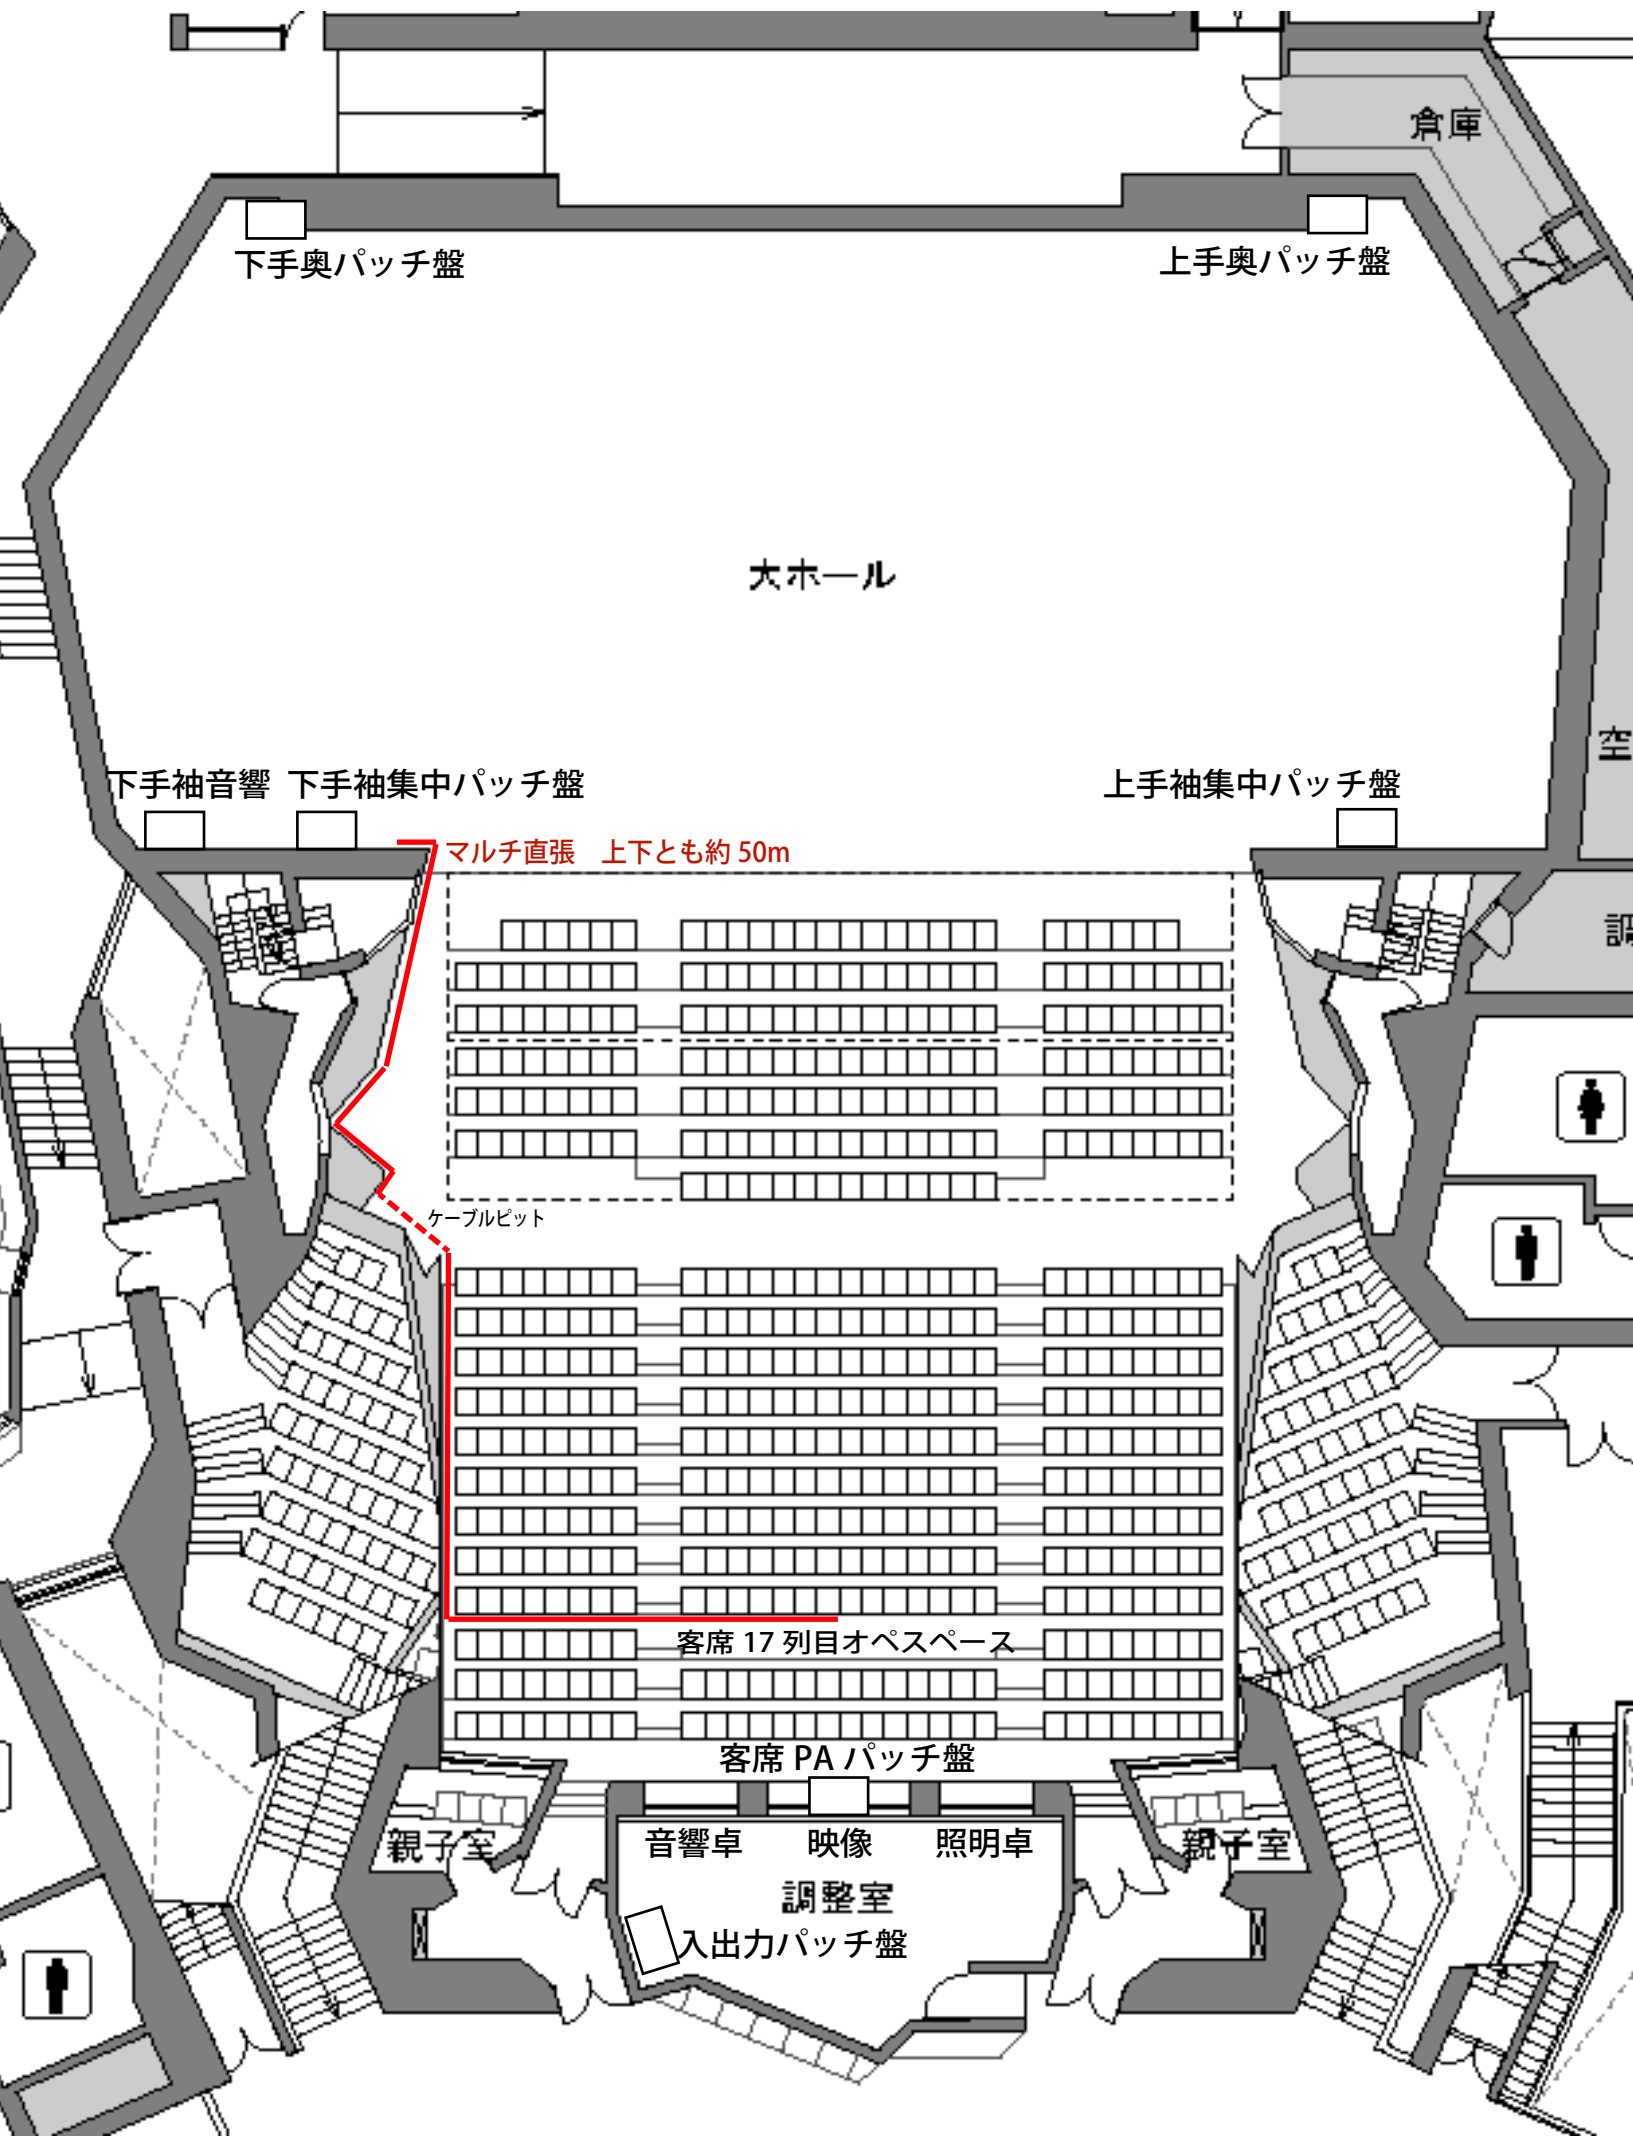 倉庫
下手奥パッチ盤
上手奥パッチ盤
大ホール
空
下手袖音響
下手袖集中パッチ盤
上手袖集中パッチ盤
マルチ直張　上下とも約 50m
調
ケーブルピット
客席 17 列目オペスペース
客席 PA パッチ盤
親子室
音響卓
映像
照明卓
親子室
調整室
入出力パッチ盤